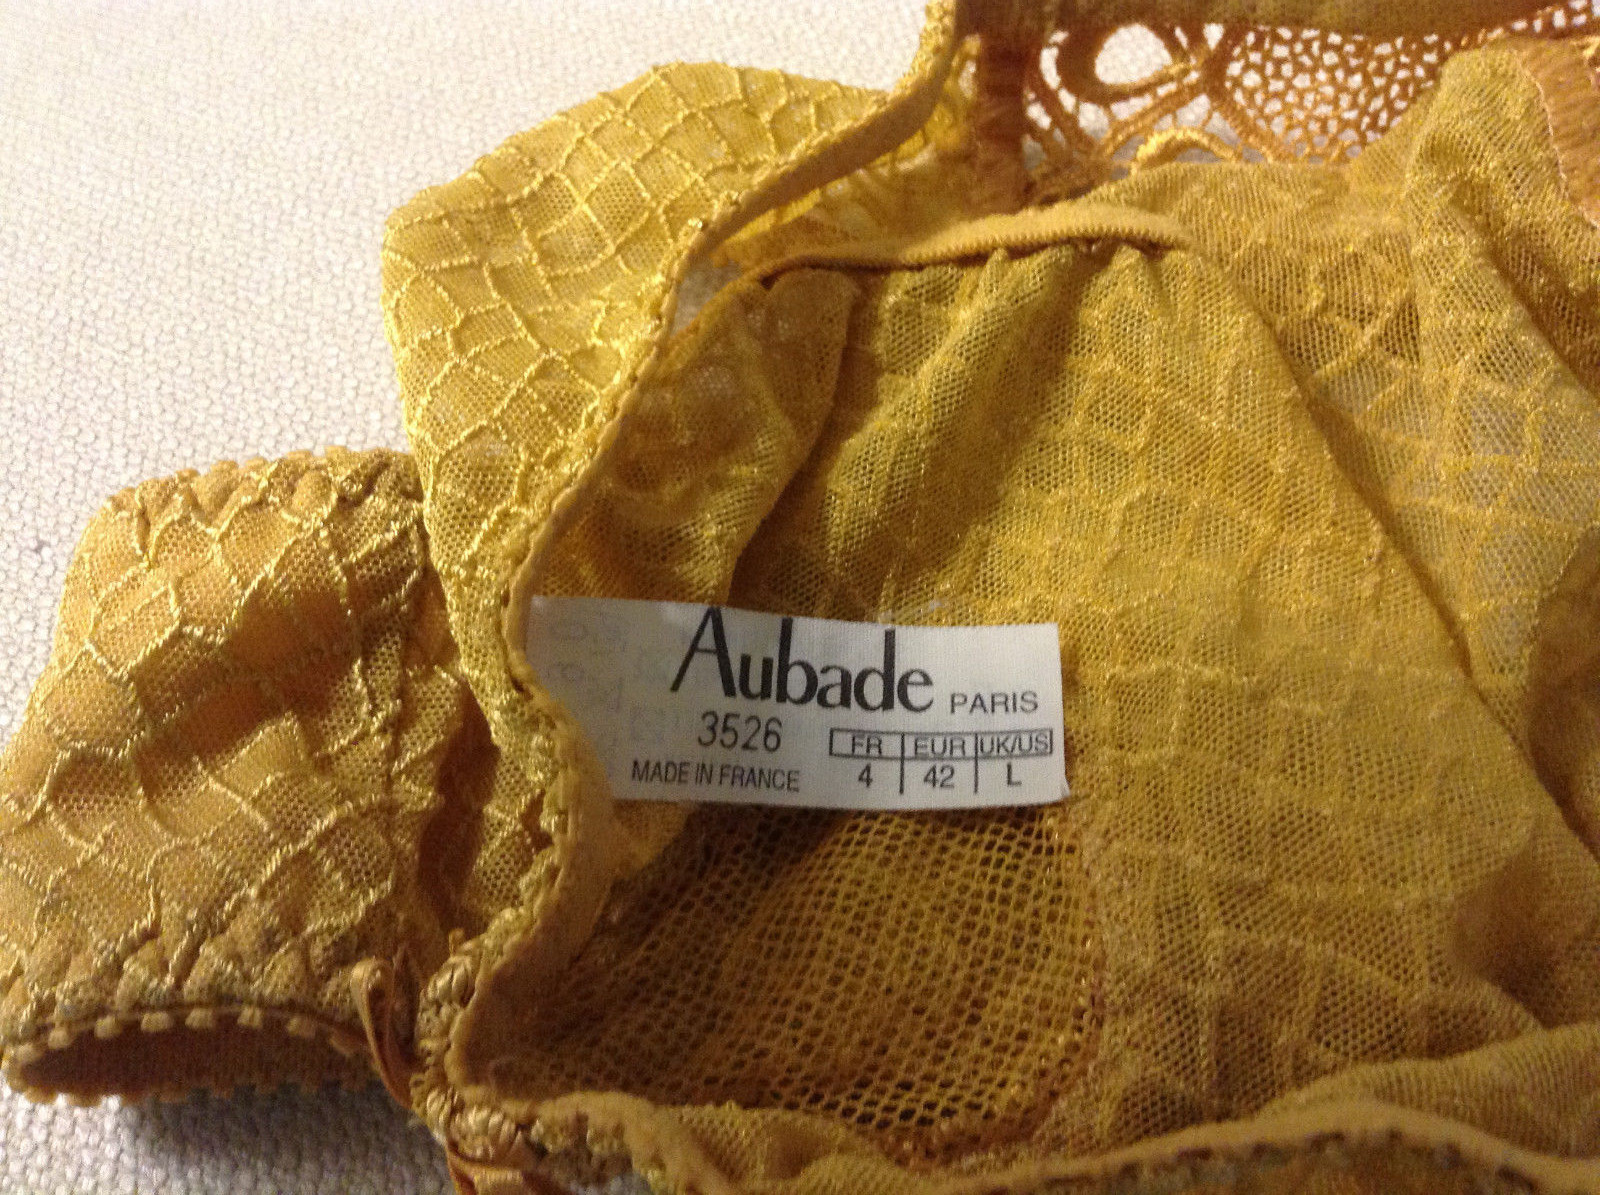 Aubade PARIS
3526
FR EUR UK/US
MADE IN FRANCE 4 42 L